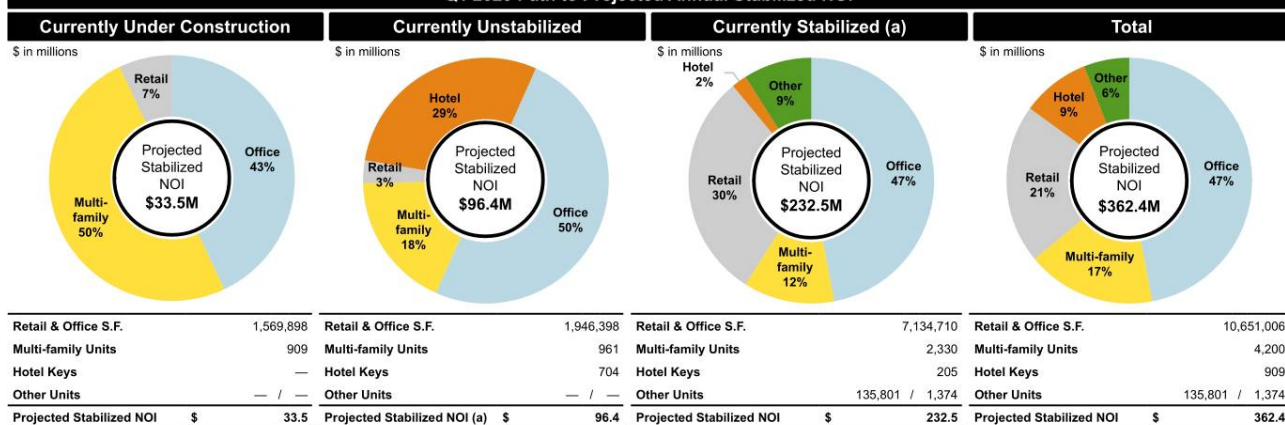 Currently Under Construction
$ in millions
Retail
7%
Office
43%
Multi-
family
50%
Projected
Stabilized
NOI
$33.5M
Retail & Office S.F. 1,569,898
Multi-family Units 909
Hotel Keys —
Other Units — / —
Projected Stabilized NOI $ 33.5
Currently Unstabilized
$ in millions
Hotel
29%
Retail
3%
Multi-
family
18%
Office
50%
Projected
Stabilized
NOI
$96.4M
Retail & Office S.F. 1,946,398
Multi-family Units 961
Hotel Keys 704
Other Units — / —
Projected Stabilized NOI (a) $ 96.4
Currently Stabilized (a)
$ in millions
Hotel
2%
Other
9%
Retail
30%
Office
47%
Multi-
family
12%
Projected
Stabilized
NOI
$232.5M
Retail & Office S.F. 7,134,710
Multi-family Units 2,330
Hotel Keys 205
Other Units 135,801 / 1,374
Projected Stabilized NOI $ 232.5
Total
$ in millions
Other
6%
Hotel
9%
Retail
21%
Office
47%
Multi-family
17%
Projected
Stabilized
NOI
$362.4M
Retail & Office S.F. 10,651,006
Multi-family Units 4,200
Hotel Keys 909
Other Units 135,801 / 1,374
Projected Stabilized NOI $ 362.4